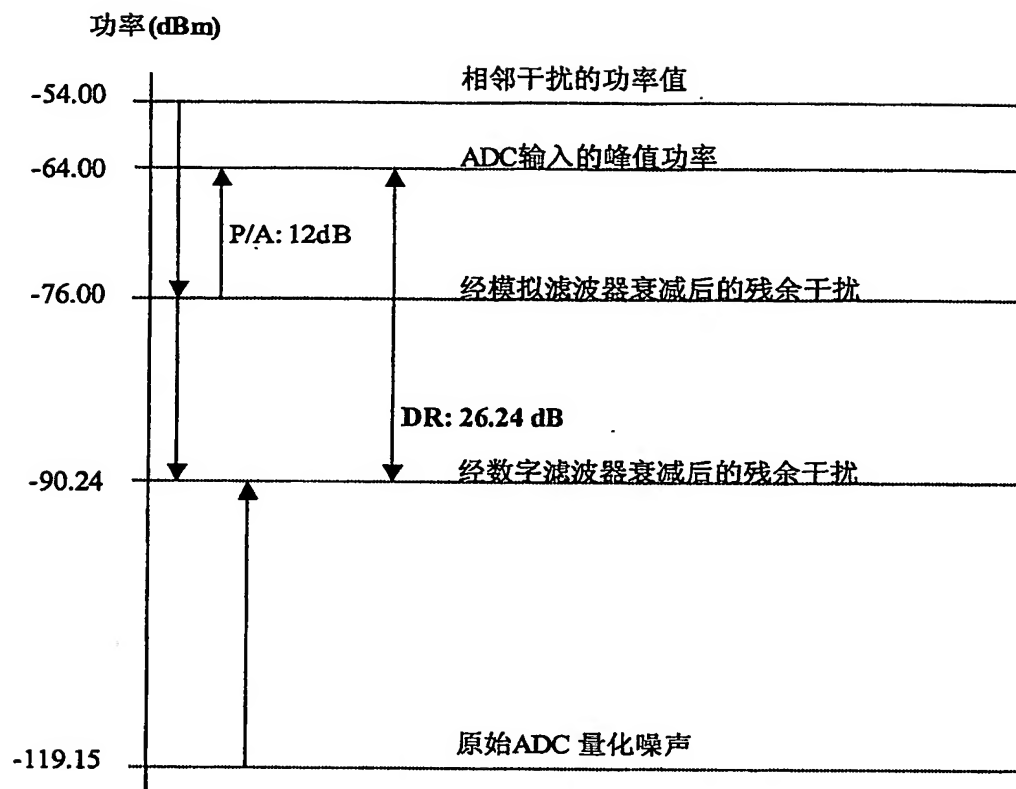 功率(dBm)
-54.00 相邻干扰的功率值
-64.00 ADC输入的峰值功率
P/A: 12dB
-76.00 经模拟滤波器衰减后的残余干扰
DR: 26.24 dB
-90.24 经数字滤波器衰减后的残余干扰
-119.15 原始ADC 量化噪声